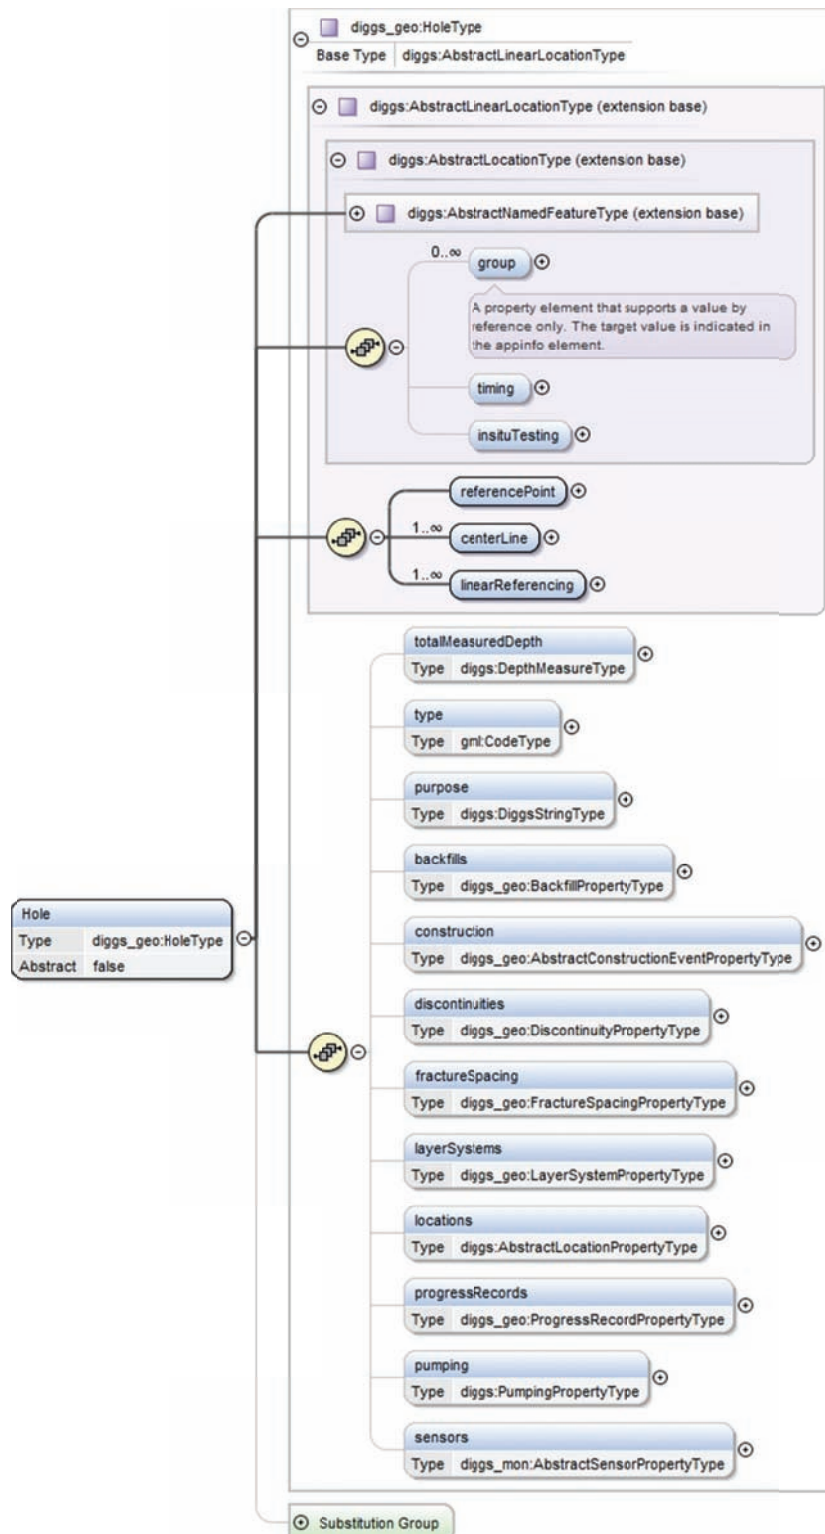 diggs_geo:HoleType
Base Type diggs:AbstractLinearLocationType
diggs:AbstractLinearLocationType (extension base)
diggs:AbstractLocationType (extension base)
diggs:AbstractNamedFeatureType (extension base)
0..∞
group
A property element that supports a value by
reference only. The target value is indicated in
the appinfo element.
timing
insituTesting
referencePoint
1..∞
centerLine
1..∞
linearReferencing
totalMeasuredDepth
Type diggs:DepthMeasureType
type
Type gml:CodeType
purpose
Type diggs:DiggsStringType
backfills
Type diggs_geo:BackfillPropertyType
Hole
Type diggs_geo:HoleType
Abstract false
construction
Type diggs_geo:AbstractConstructionEventPropertyType
discontinuities
Type diggs_geo:DiscontinuityPropertyType
fractureSpacing
Type diggs_geo:FractureSpacingPropertyType
layerSystems
Type diggs_geo:LayerSystemPropertyType
locations
Type diggs:AbstractLocationPropertyType
progressRecords
Type diggs_geo:ProgressRecordPropertyType
pumping
Type diggs:PumpingPropertyType
sensors
Type diggs_mon:AbstractSensorPropertyType
Substitution Group